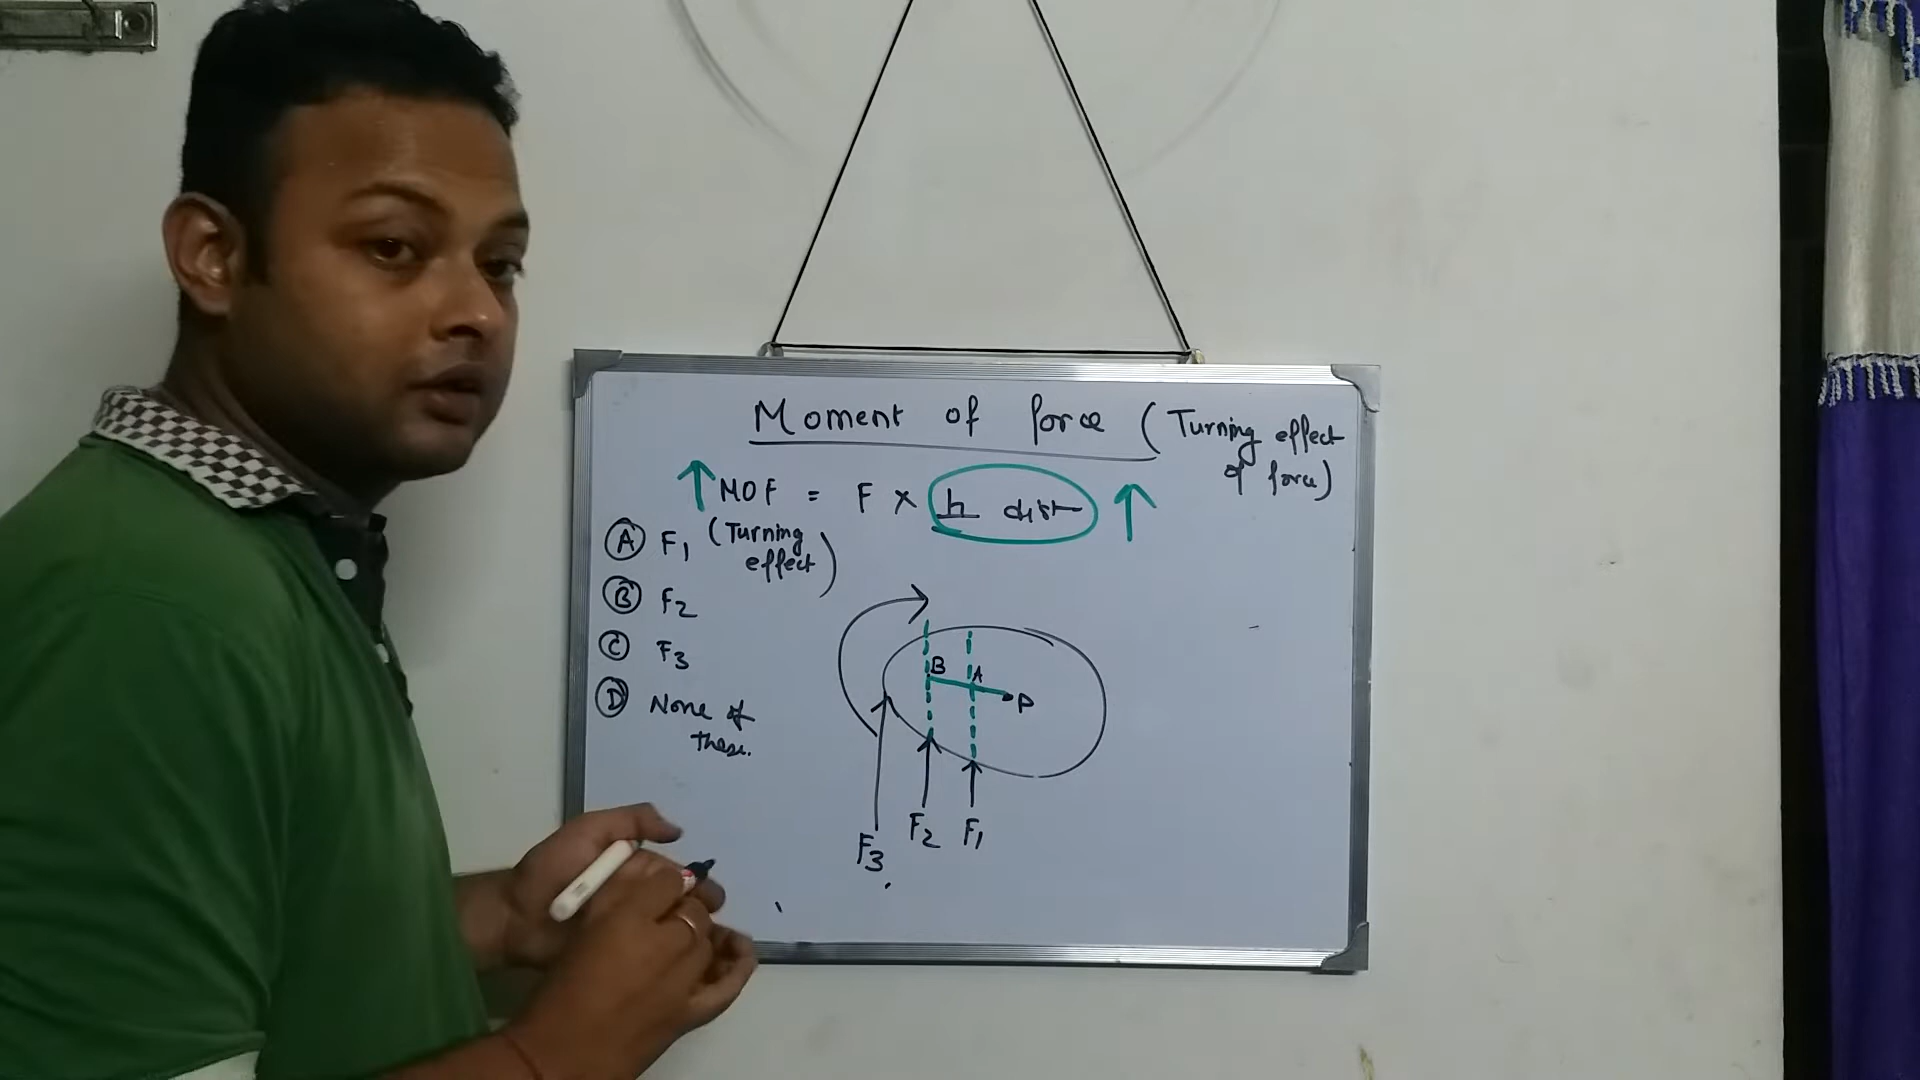 Moment of force (Turning effect
of force)
↑ MOF = F × h dist ↑
(Turning
effect)
(A) F1
(B) F2
(C) F3
(D) None of
these.
B
A
P
F3
F2
F1